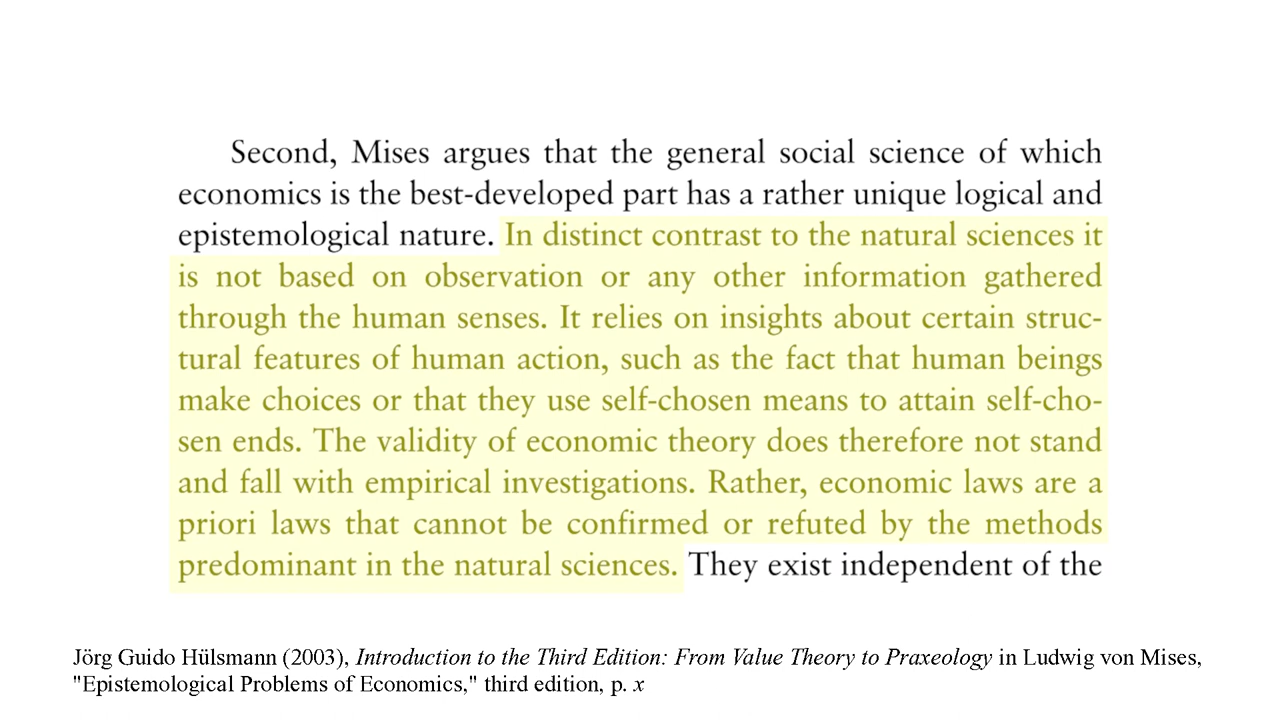 Second, Mises argues that the general social science of which
economics is the best-developed part has a rather unique logical and
epistemological nature. In distinct contrast to the natural sciences it
is not based on observation or any other information gathered
through the human senses. It relies on insights about certain struc-
tural features of human action, such as the fact that human beings
make choices or that they use self-chosen means to attain self-cho-
sen ends. The validity of economic theory does therefore not stand
and fall with empirical investigations. Rather, economic laws are a
priori laws that cannot be confirmed or refuted by the methods
predominant in the natural sciences. They exist independent of the
Jörg Guido Hülsmann (2003), Introduction to the Third Edition: From Value Theory to Praxeology in Ludwig von Mises,
"Epistemological Problems of Economics," third edition, p. x